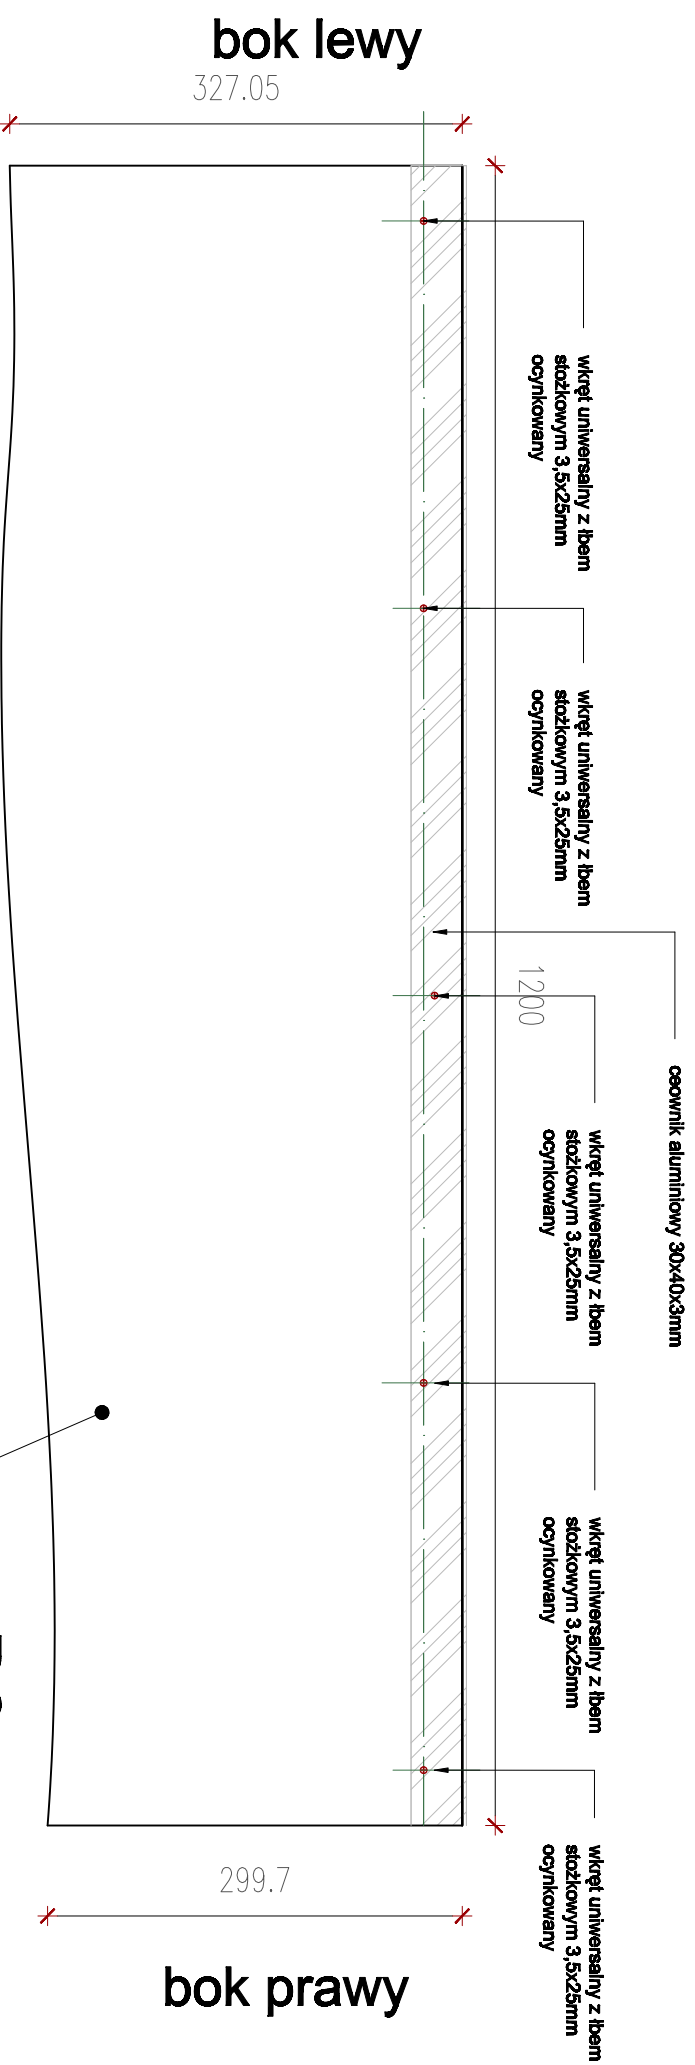 bok lewy
327.05
wkręt uniwersalny z łbem
stożkowym 3,5x25mm
ocynkowany
wkręt uniwersalny z łbem
stożkowym 3,5x25mm
ocynkowany
1200
ceownik aluminiowy 30x40x3mm
wkręt uniwersalny z łbem
stożkowym 3,5x25mm
ocynkowany
wkręt uniwersalny z łbem
stożkowym 3,5x25mm
ocynkowany
wkręt uniwersalny z łbem
stożkowym 3,5x25mm
ocynkowany
299.7
bok prawy